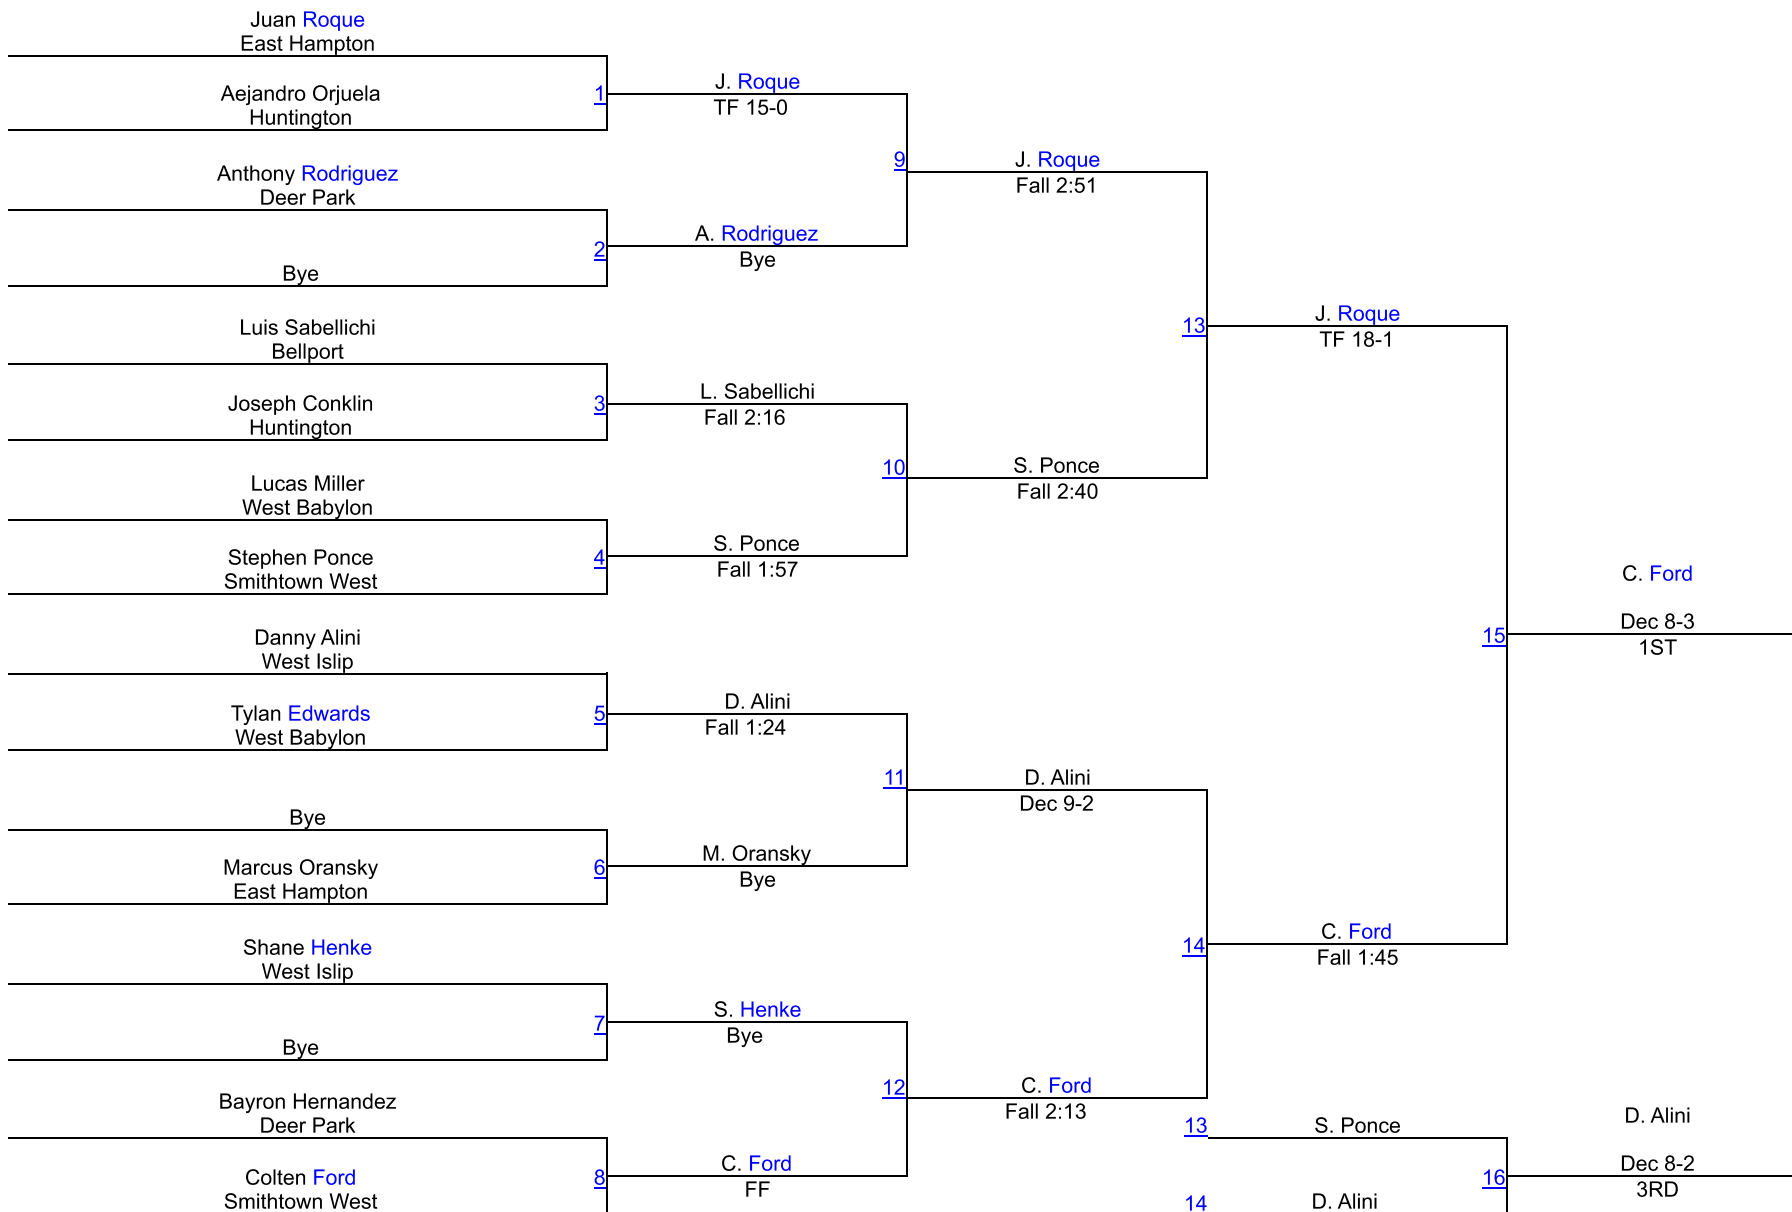 Juan Roque
East Hampton
Aejandro Orjuela
Huntington
1
J. Roque
TF 15-0
Anthony Rodriguez
Deer Park
Bye
2
A. Rodriguez
Bye
9
J. Roque
Fall 2:51
Luis Sabellichi
Bellport
Joseph Conklin
Huntington
3
L. Sabellichi
Fall 2:16
Lucas Miller
West Babylon
Stephen Ponce
Smithtown West
4
S. Ponce
Fall 1:57
10
S. Ponce
Fall 2:40
13
J. Roque
TF 18-1
Danny Alini
West Islip
Tylan Edwards
West Babylon
5
D. Alini
Fall 1:24
Bye
Marcus Oransky
East Hampton
6
M. Oransky
Bye
11
D. Alini
Dec 9-2
Shane Henke
West Islip
Bye
7
S. Henke
Bye
Bayron Hernandez
Deer Park
Colten Ford
Smithtown West
8
C. Ford
FF
12
C. Ford
Fall 2:13
14
C. Ford
Fall 1:45
15
C. Ford
Dec 8-3
1ST
13
S. Ponce
14
D. Alini
16
D. Alini
Dec 8-2
3RD